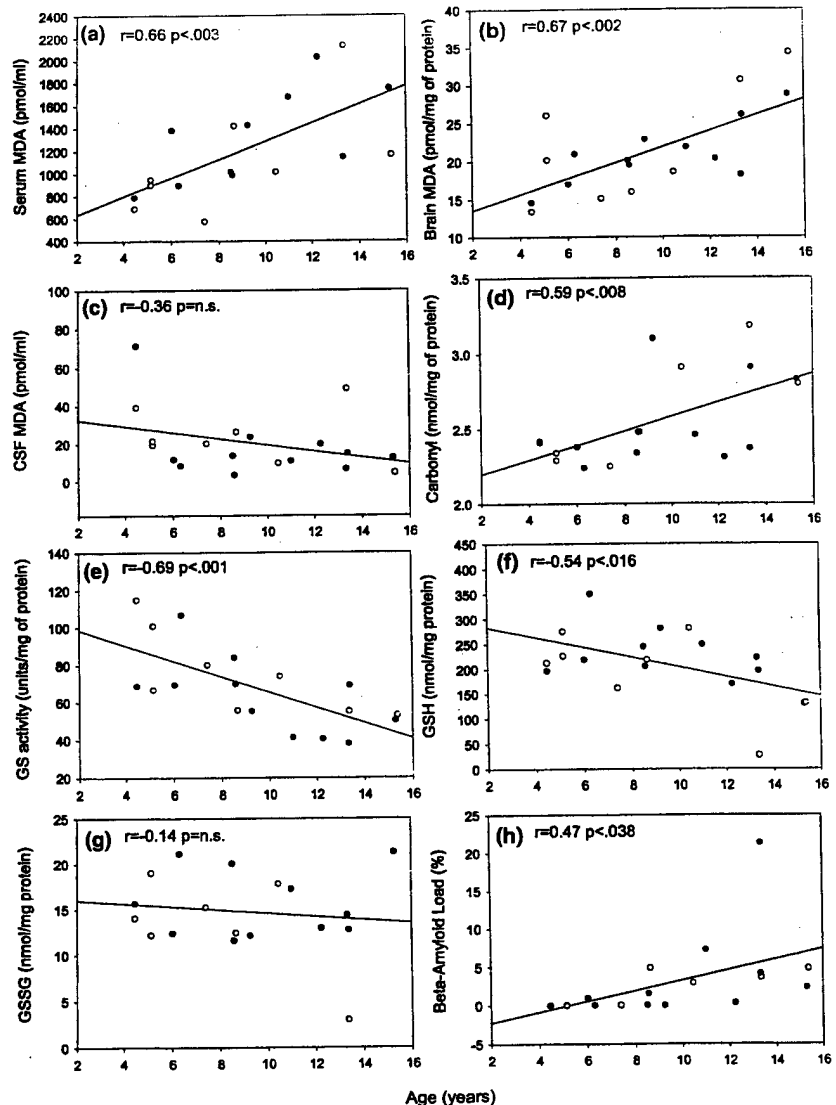 (a) r=0.66 p<.003
Serum MDA (pmol/ml)
2400
2200
2000
1800
1600
1400
1200
1000
800
600
400
2 4 6 8 10 12 14 16
(b) r=0.67 p<.002
Brain MDA (pmol/mg of protein)
40
35
30
25
20
15
10
2 4 6 8 10 12 14 16
(c) r=-0.36 p=n.s.
CSF MDA (pmol/ml)
100
80
60
40
20
0
2 4 6 8 10 12 14 16
(d) r=0.59 p<.008
Carbonyl (nmol/mg of protein)
3.5
3.0
2.5
2.0
2 4 6 8 10 12 14 16
(e) r=-0.69 p<.001
GS activity (units/mg of protein)
140
120
100
80
60
40
20
2 4 6 8 10 12 14 16
(f) r=-0.54 p<.016
GSH (nmol/mg protein)
450
400
350
300
250
200
150
100
50
0
2 4 6 8 10 12 14 16
(g) r=-0.14 p=n.s.
GSSG (nmol/mg protein)
25
20
15
10
5
0
2 4 6 8 10 12 14 16
(h) r=0.47 p<.038
Beta-Amyloid Load (%)
25
20
15
10
5
0
-5
2 4 6 8 10 12 14 16
Age (years)